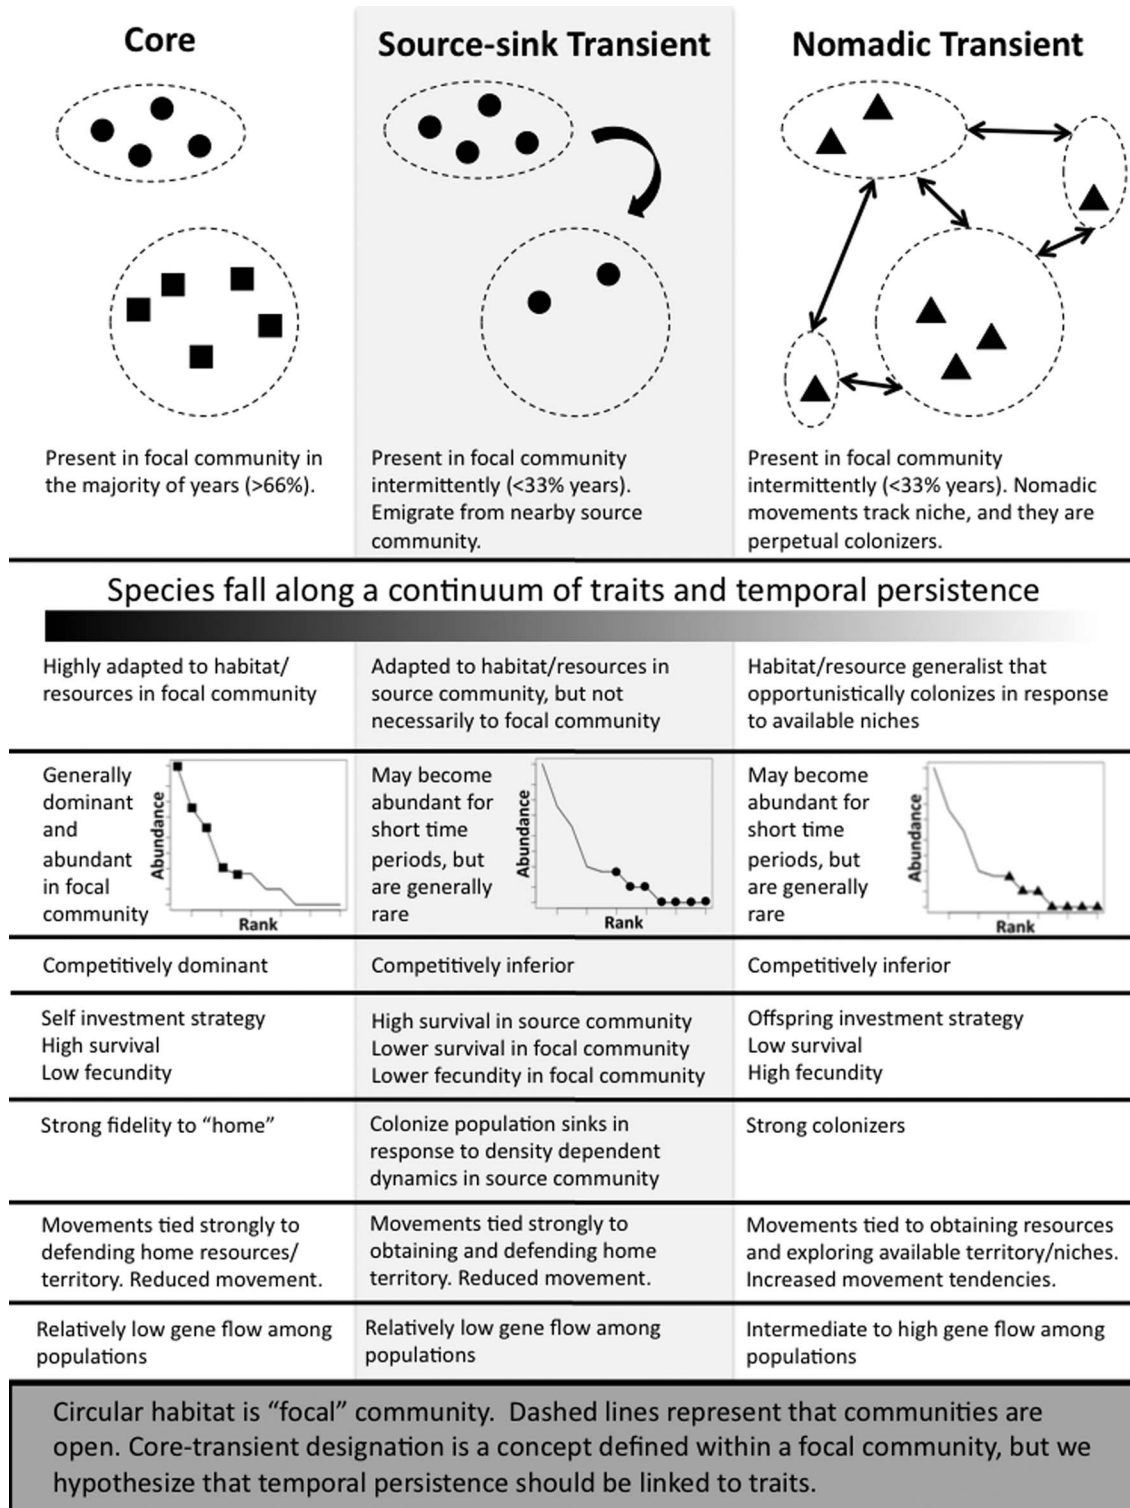 Core
Source-sink Transient
Nomadic Transient
Present in focal community in
the majority of years (>66%).
Present in focal community
intermittently (<33% years).
Emigrate from nearby source
community.
Present in focal community
intermittently (<33% years). Nomadic
movements track niche, and they are
perpetual colonizers.
Species fall along a continuum of traits and temporal persistence
Highly adapted to habitat/
resources in focal community
Adapted to habitat/resources in
source community, but not
necessarily to focal community
Habitat/resource generalist that
opportunistically colonizes in response
to available niches
Generally
dominant
and
abundant
in focal
community
Abundance
Rank
May become
abundant for
short time
periods, but
are generally
rare
Abundance
Rank
May become
abundant for
short time
periods, but
are generally
rare
Abundance
Rank
Competitively dominant
Competitively inferior
Competitively inferior
Self investment strategy
High survival
Low fecundity
High survival in source community
Lower survival in focal community
Lower fecundity in focal community
Offspring investment strategy
Low survival
High fecundity
Strong fidelity to “home”
Colonize population sinks in
response to density dependent
dynamics in source community
Strong colonizers
Movements tied strongly to
defending home resources/
territory. Reduced movement.
Movements tied strongly to
obtaining and defending home
territory. Reduced movement.
Movements tied to obtaining resources
and exploring available territory/niches.
Increased movement tendencies.
Relatively low gene flow among
populations
Relatively low gene flow among
populations
Intermediate to high gene flow among
populations
Circular habitat is “focal” community. Dashed lines represent that communities are
open. Core-transient designation is a concept defined within a focal community, but we
hypothesize that temporal persistence should be linked to traits.